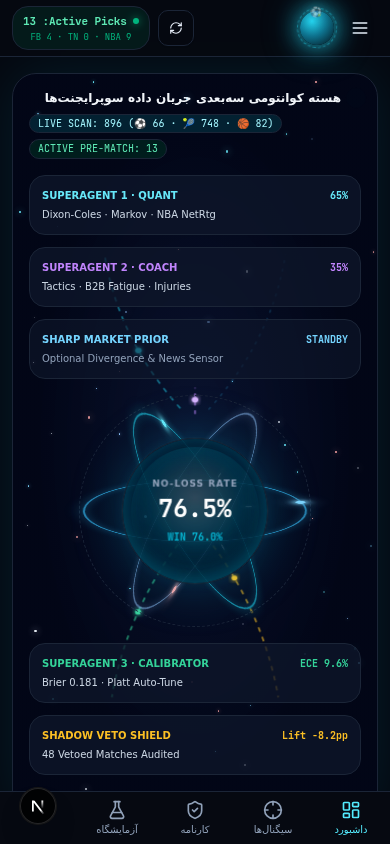 13 :Active Picks
FB 4 · TN 0 · NBA 9
هسته کوانتومی سه‌بعدی جریان داده سوپرایجنت‌ها
LIVE SCAN: 896 (⚽ 66 · 🎾 748 · 🏀 82)
ACTIVE PRE-MATCH: 13
SUPERAGENT 1 · QUANT 65%
Dixon-Coles · Markov · NBA NetRtg
SUPERAGENT 2 · COACH 35%
Tactics · B2B Fatigue · Injuries
SHARP MARKET PRIOR STANDBY
Optional Divergence & News Sensor
NO-LOSS RATE
76.5%
WIN 76.0%
SUPERAGENT 3 · CALIBRATOR ECE 9.6%
Brier 0.181 · Platt Auto-Tune
SHADOW VETO SHIELD Lift -8.2pp
48 Vetoed Matches Audited
N
داشبورد
سیگنال‌ها
کارنامه
آزمایشگاه